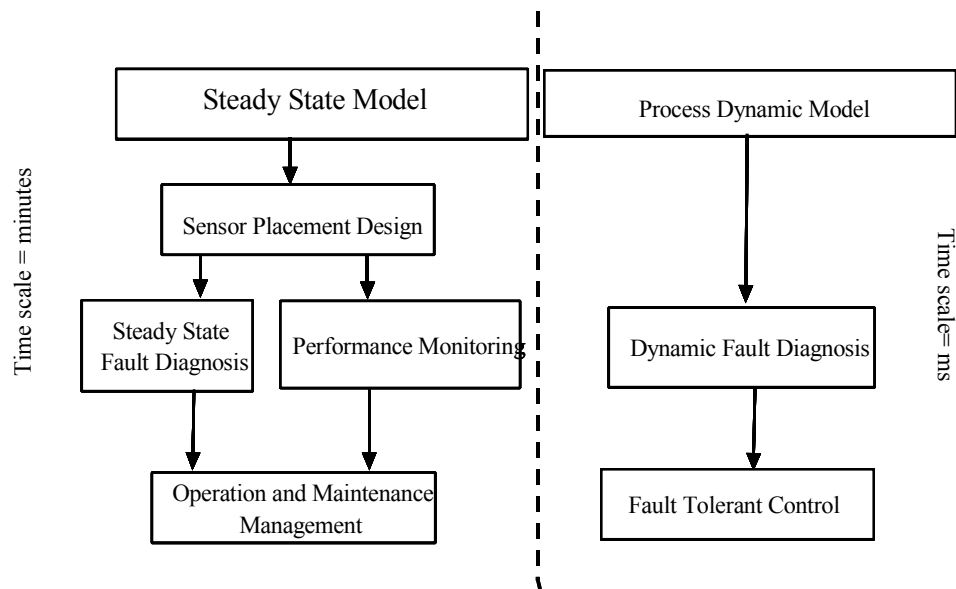 Steady State Model
Process Dynamic Model
Time scale = minutes
Sensor Placement Design
Time scale= ms
Steady State
Fault Diagnosis
Performance Monitoring
Dynamic Fault Diagnosis
Operation and Maintenance
Management
Fault Tolerant Control